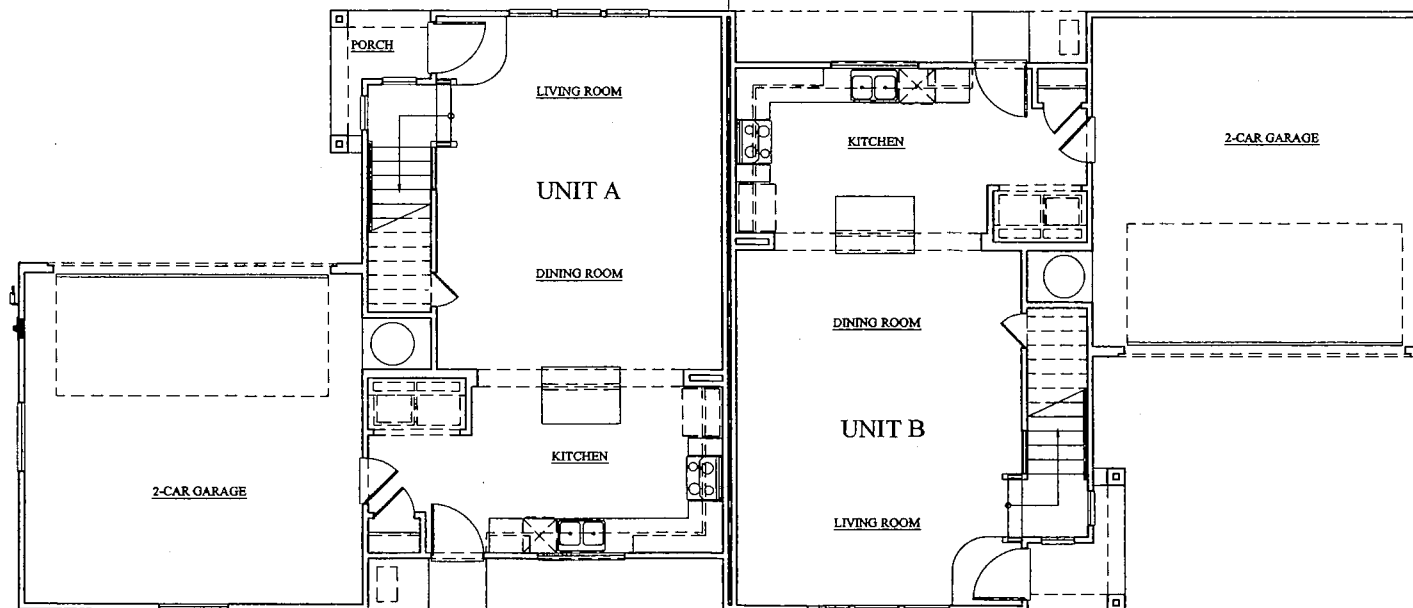 PORCH
LIVING ROOM
UNIT A
DINING ROOM
KITCHEN
2-CAR GARAGE
KITCHEN
2-CAR GARAGE
DINING ROOM
UNIT B
LIVING ROOM